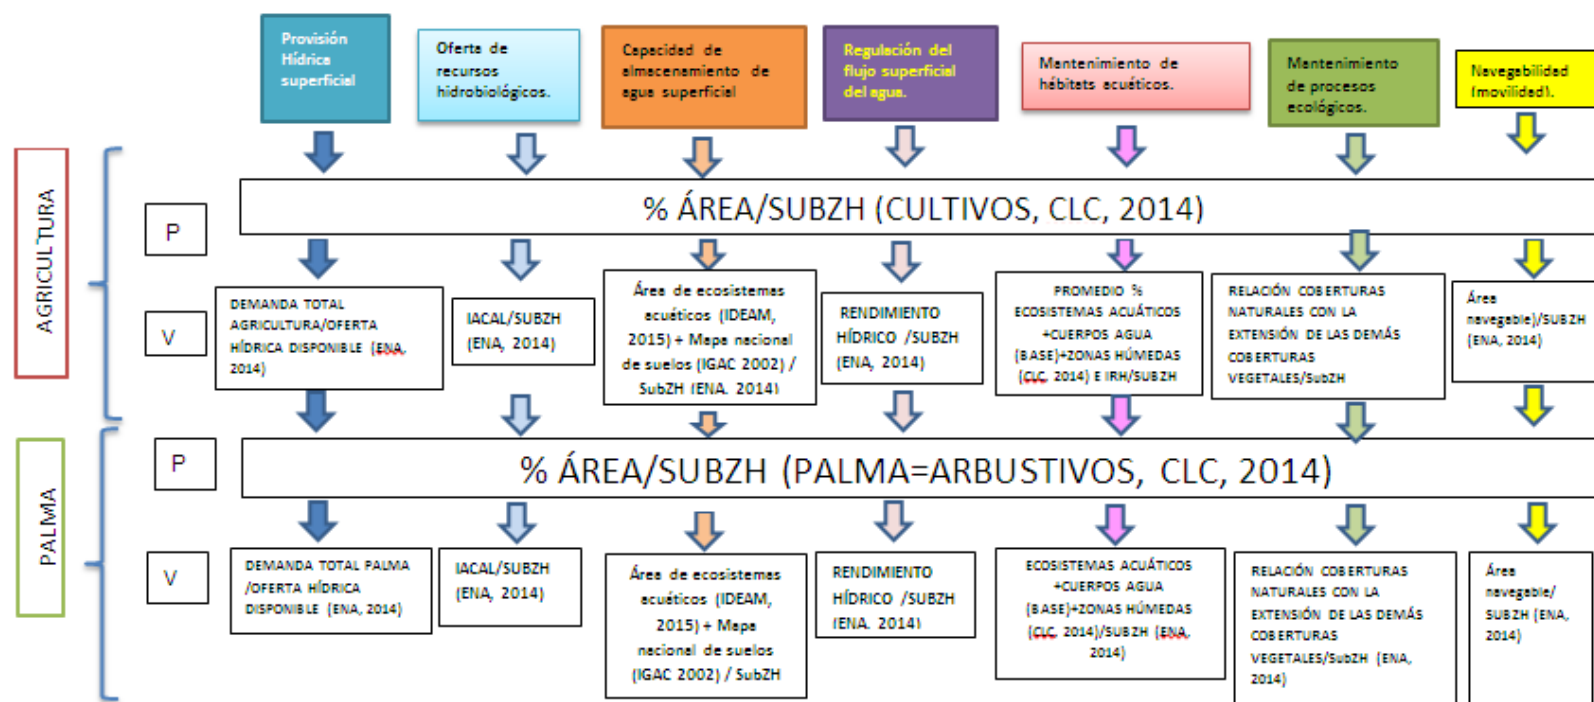 Provisión
Hídrica
superficial
Oferta de
recursos
hidrobiológicos.
Capacidad de
almacenamiento de
agua superficial
Regulación del
flujo superficial
del agua.
Mantenimiento de
hábitats acuáticos.
Mantenimiento
de procesos
ecológicos.
Navegabilidad
(movilidad).
AGRICULTURA
P
% ÁREA/SUBZH (CULTIVOS, CLC, 2014)
V
DEMANDA TOTAL
AGRICULTURA/OFERTA
HÍDRICA DISPONIBLE (ENA,
2014)
IACAL/SUBZH
(ENA, 2014)
Área de ecosistemas
acuáticos (IDEAM,
2015) + Mapa nacional
de suelos (IGAC 2002) /
SubZH (ENA. 2014)
RENDIMIENTO
HÍDRICO /SUBZH
(ENA, 2014)
PROMEDIO %
ECOSISTEMAS ACUÁTICOS
+CUERPOS AGUA
(BASE)+ZONAS HÚMEDAS
(CLC, 2014) E IRH/SUBZH
RELACIÓN COBERTURAS
NATURALES CON LA
EXTENSIÓN DE LAS DEMÁS
COBERTURAS
VEGETALES/SubZH
Área
navegable)/SUBZH
(ENA, 2014)
PALMA
P
% ÁREA/SUBZH (PALMA=ARBUSTIVOS, CLC, 2014)
V
DEMANDA TOTAL PALMA
/OFERTA HÍDRICA
DISPONIBLE (ENA, 2014)
IACAL/SUBZH
(ENA, 2014)
Área de ecosistemas
acuáticos (IDEAM,
2015) + Mapa
nacional de suelos
(IGAC 2002) / SubZH
RENDIMIENTO
HÍDRICO /SUBZH
(ENA. 2014)
ECOSISTEMAS ACUÁTICOS
+CUERPOS AGUA
(BASE)+ZONAS HÚMEDAS
(CLC, 2014)/SUBZH (ENA,
2014)
RELACIÓN COBERTURAS
NATURALES CON LA
EXTENSIÓN DE LAS DEMÁS
COBERTURAS
VEGETALES/SubZH (ENA,
2014)
Área
navegable/
SUBZH (ENA,
2014)